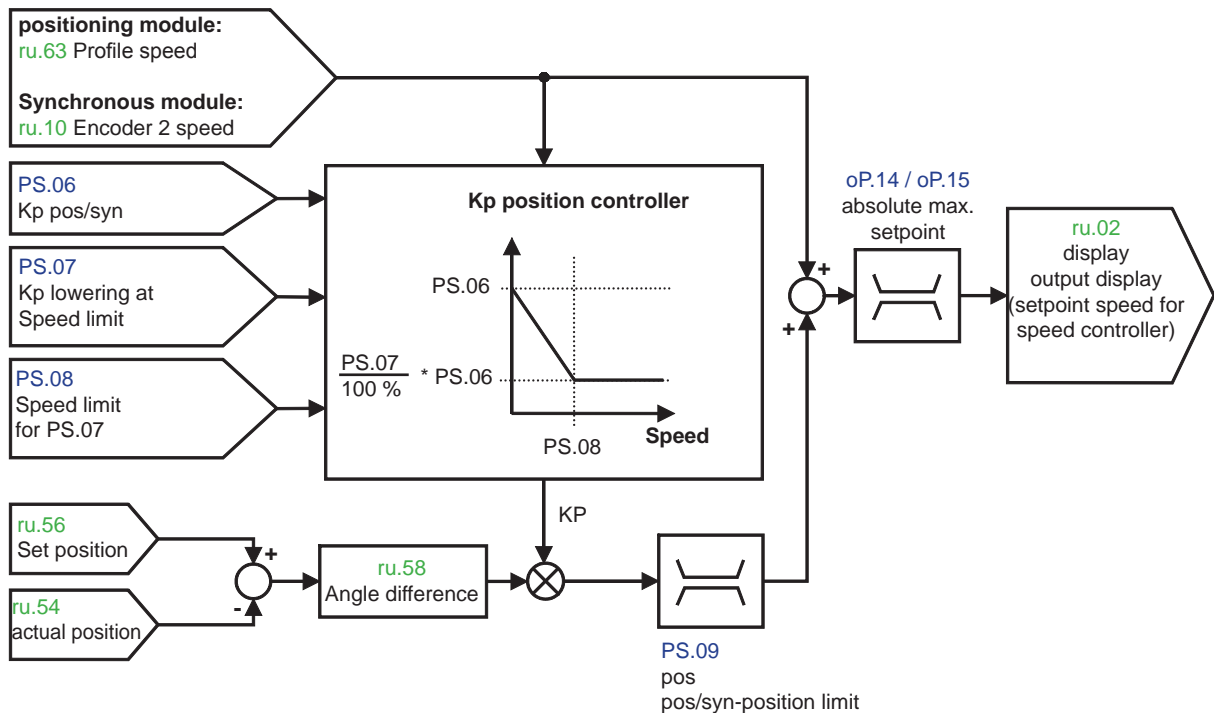 positioning module:
ru.63 Profile speed
Synchronous module:
ru.10 Encoder 2 speed
PS.06
Kp pos/syn
PS.07
Kp lowering at
Speed limit
PS.08
Speed limit
for PS.07
Kp position controller
PS.06
PS.07
100 %
* PS.06
PS.08
Speed
oP.14 / oP.15
absolute max.
setpoint
+
+
ru.02
display
output display
(setpoint speed for
speed controller)
KP
ru.56
Set position
+
-
ru.54
actual position
ru.58
Angle difference
PS.09
pos
pos/syn-position limit